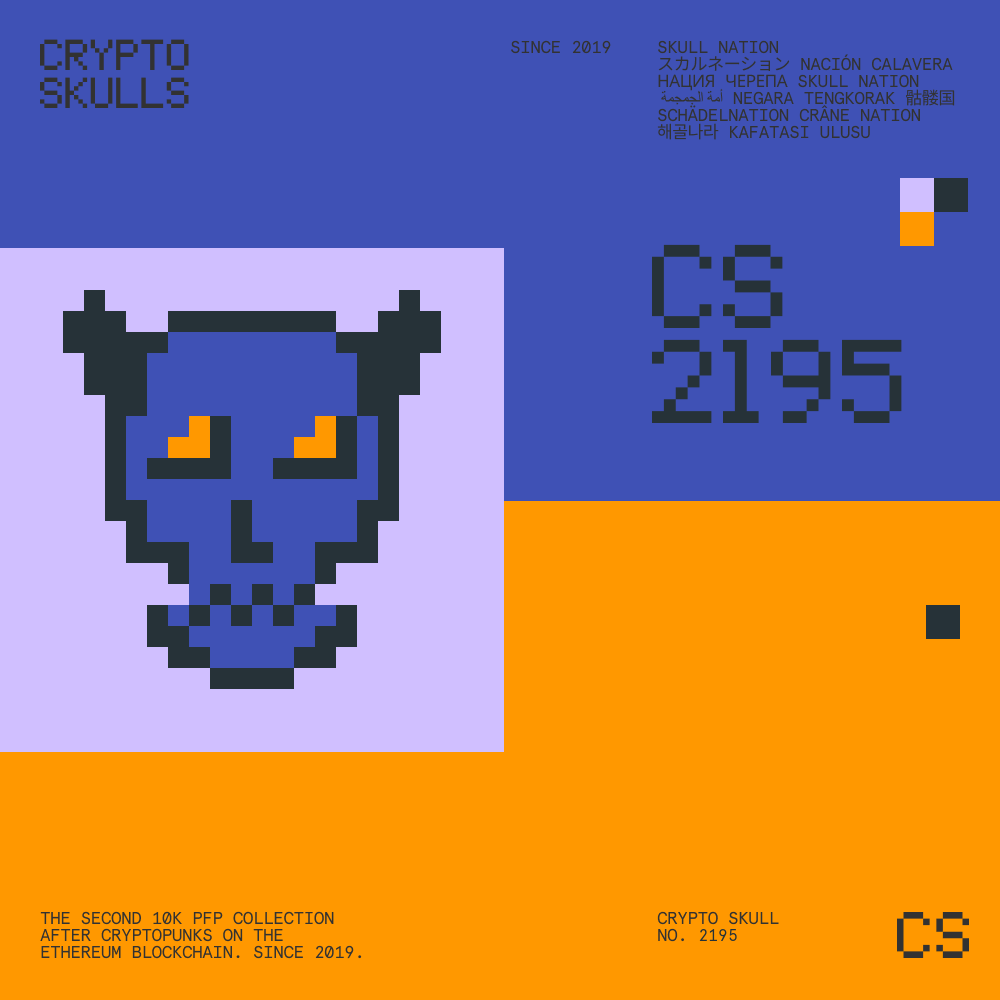 CRYPTO
SKULLS
SINCE 2019
SKULL NATION
スカルネーション NACIÓN CALAVERA
НАЦИЯ ЧЕРЕПА SKULL NATION
أمة الجمجمة NEGARA TENGKORAK 骷髅国
SCHÄDELNATION CRÂNE NATION
해골나라 KAFATASI ULUSU
CS
2195
THE SECOND 10K PFP COLLECTION
AFTER CRYPTOPUNKS ON THE
ETHEREUM BLOCKCHAIN. SINCE 2019.
CRYPTO SKULL
NO. 2195
CS